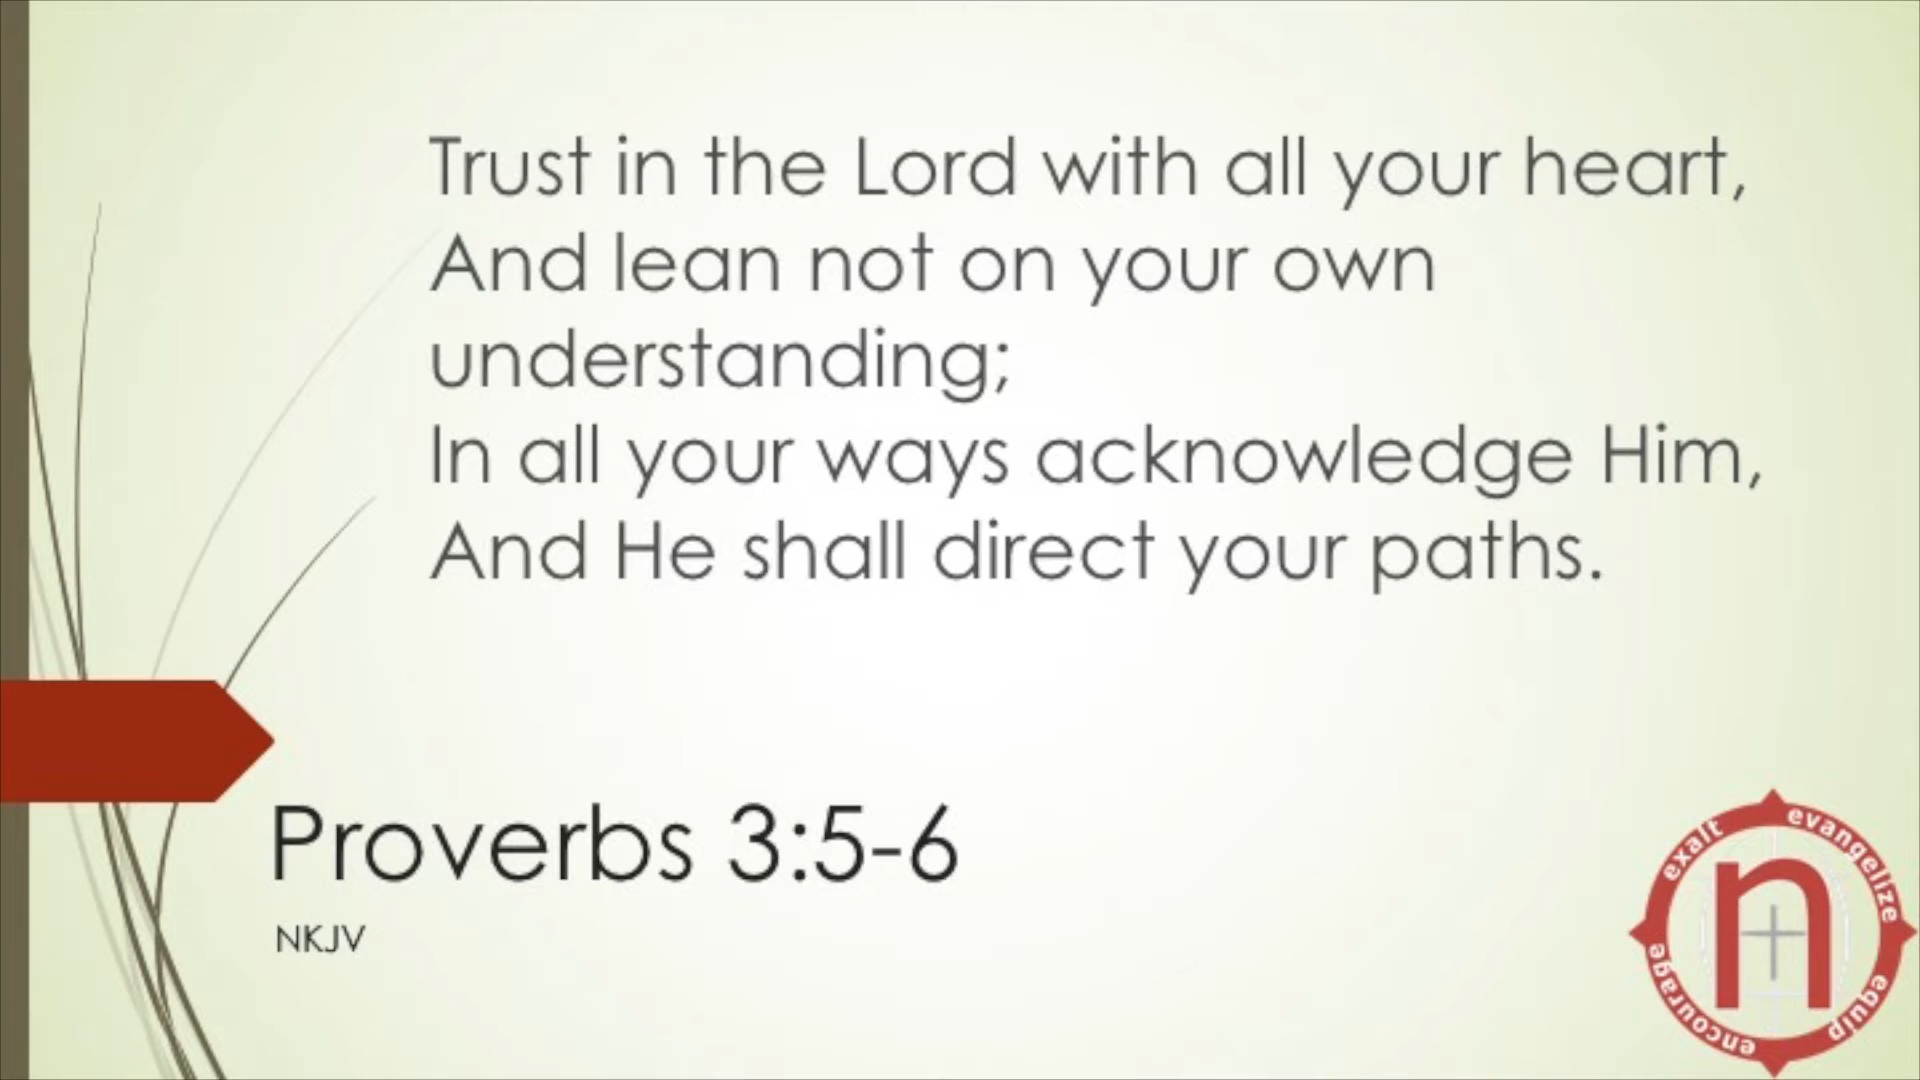 Trust in the Lord with all your heart,
And lean not on your own
understanding;
In all your ways acknowledge Him,
And He shall direct your paths.
Proverbs 3:5-6
NKJV
exalt
evangelize
n
encourage
equip